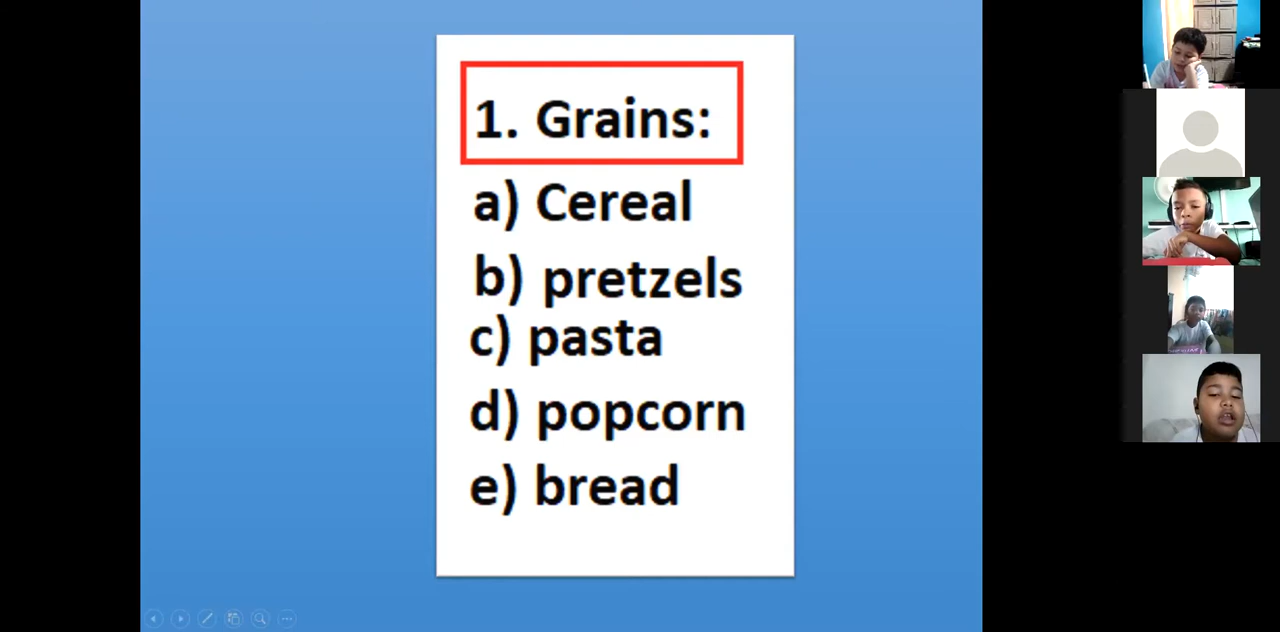 1. Grains:
a) Cereal
b) pretzels
c) pasta
d) popcorn
e) bread